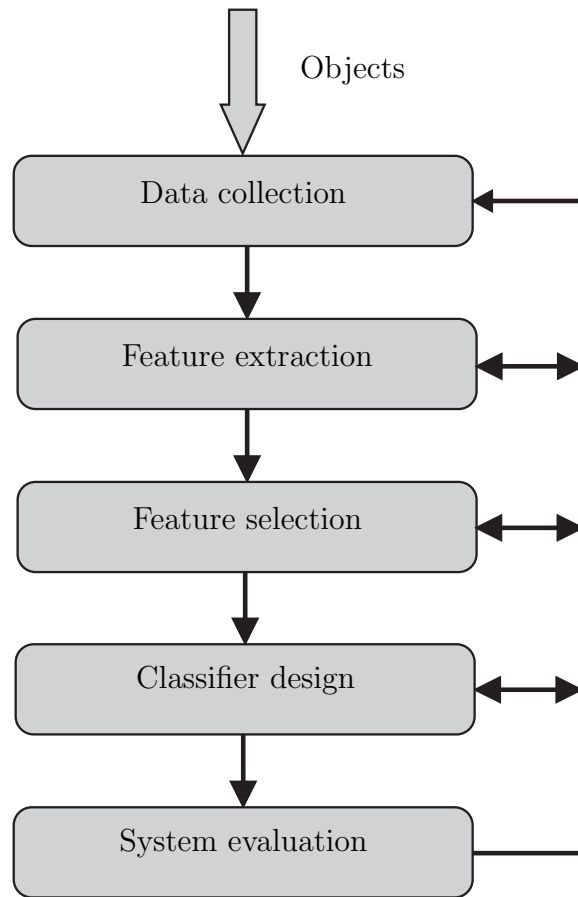 Objects
Data collection
Feature extraction
Feature selection
Classifier design
System evaluation